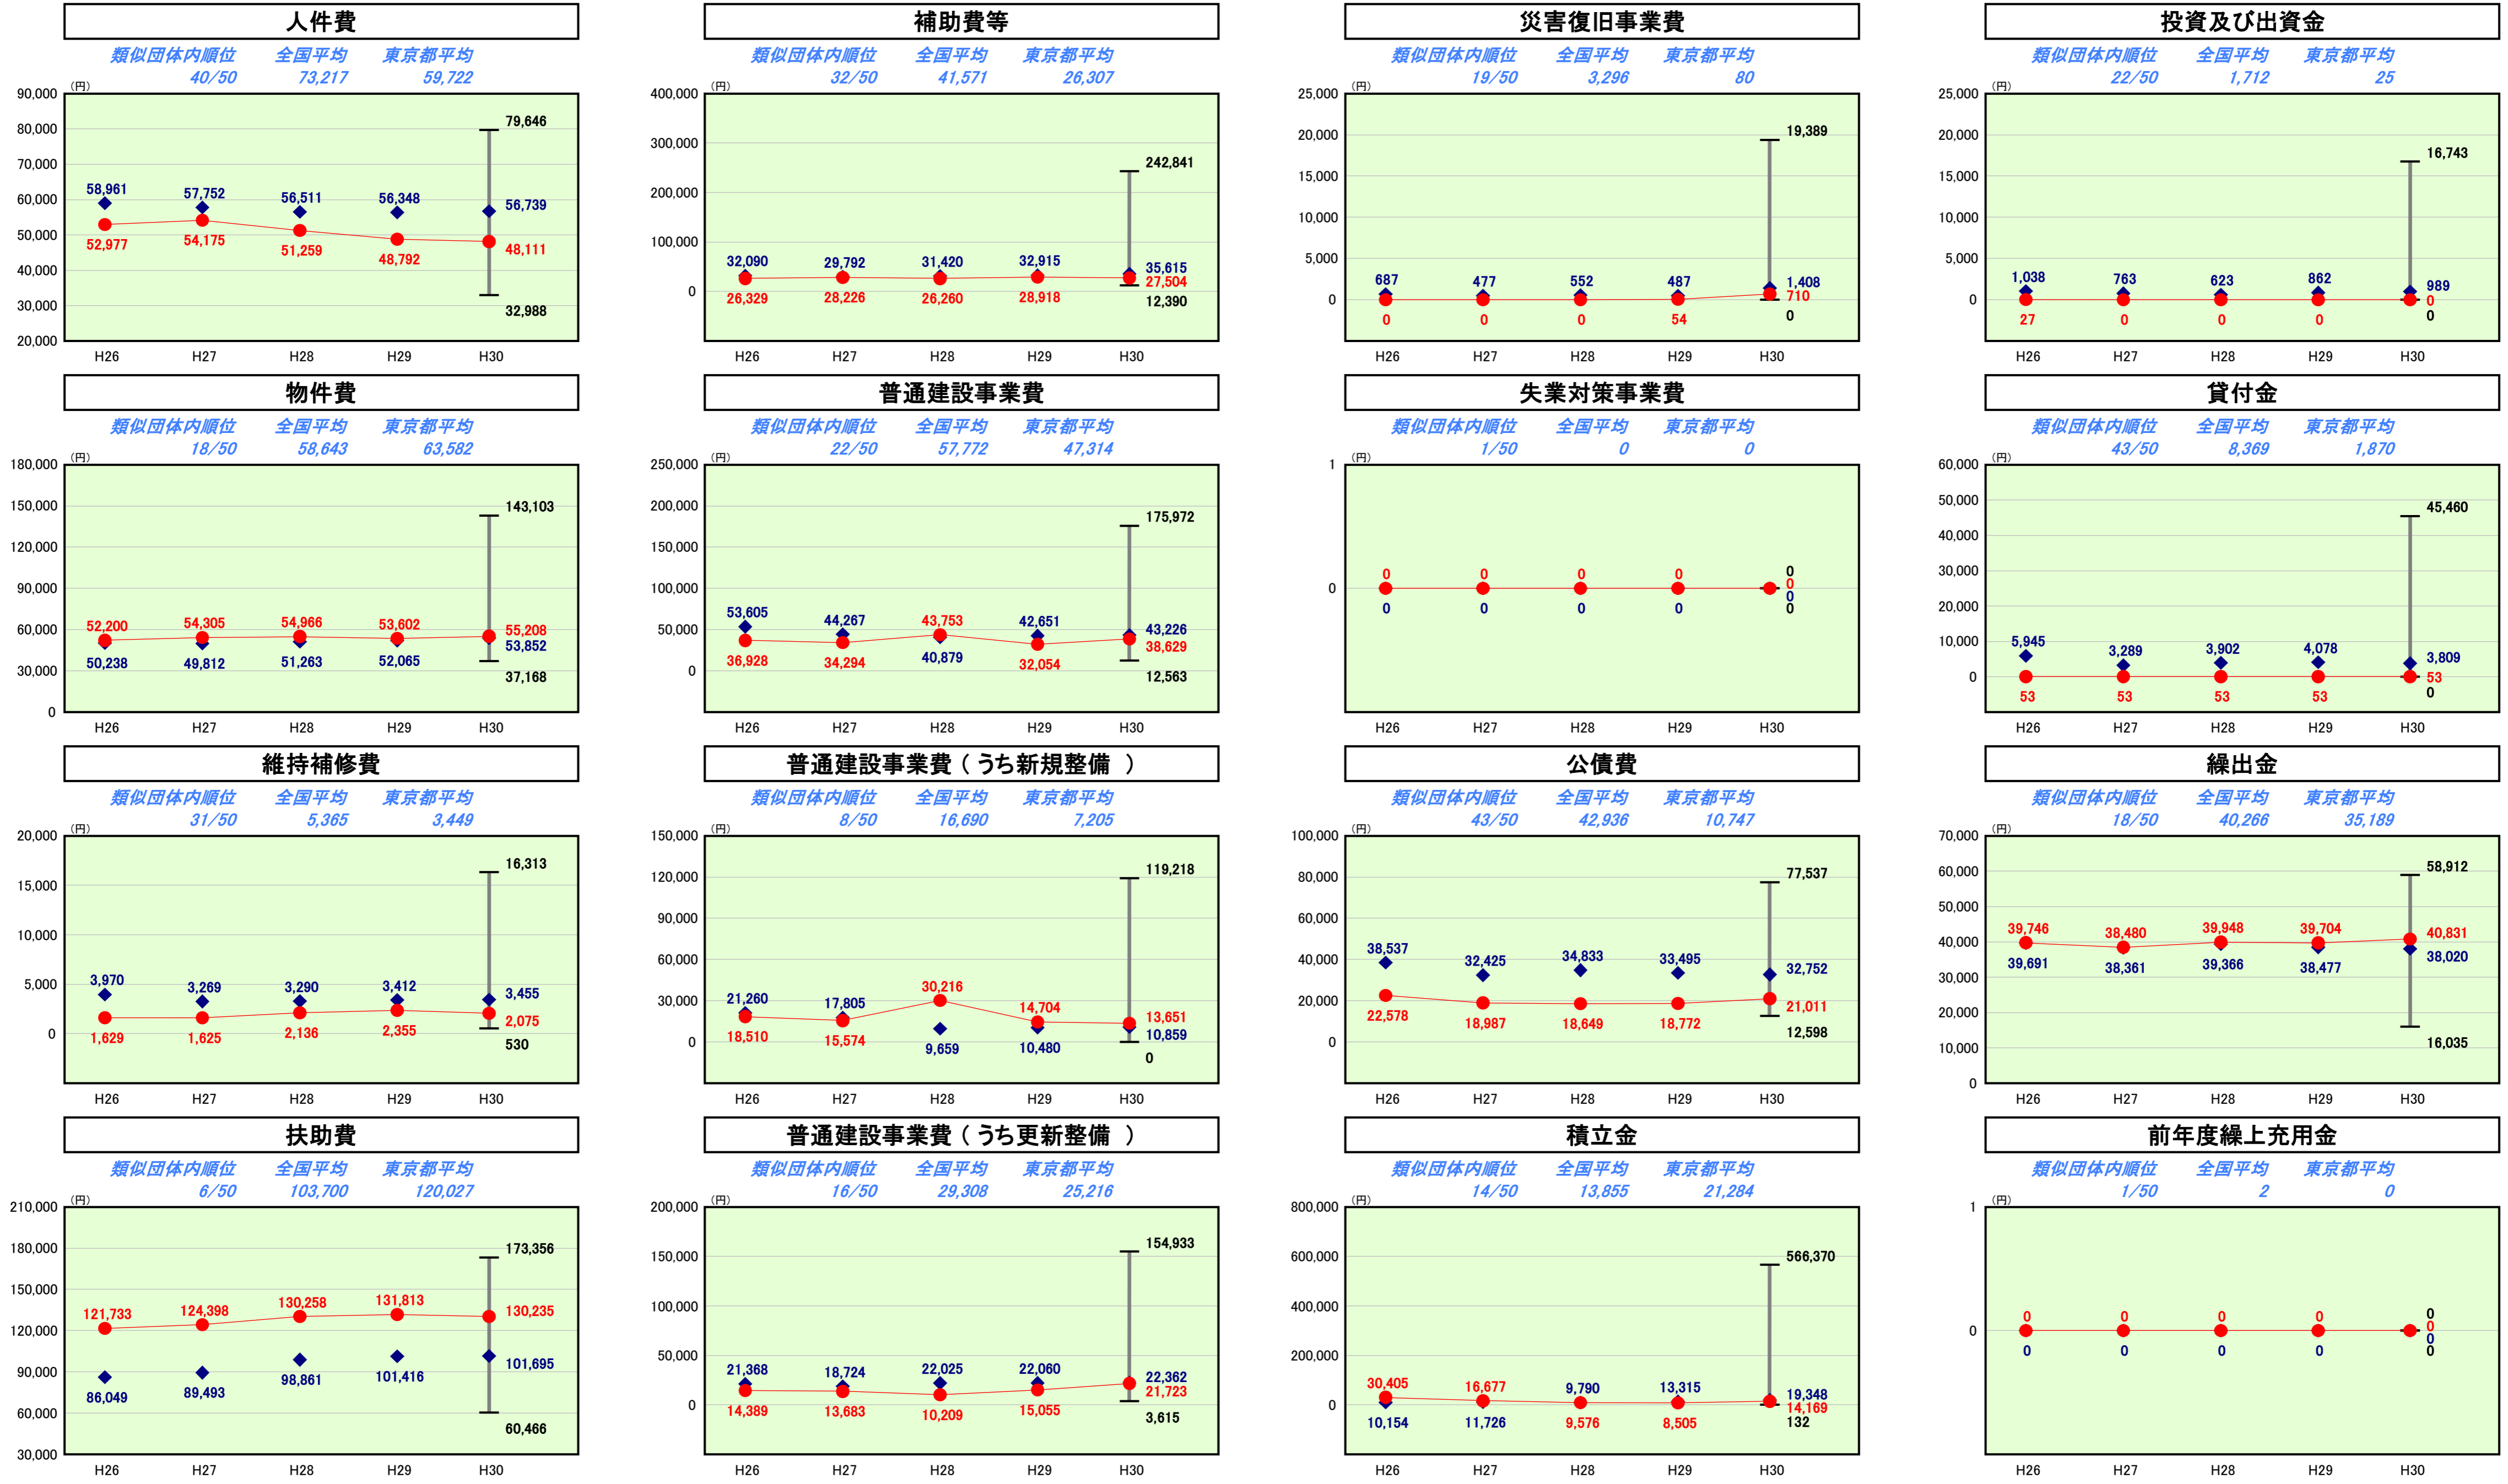 人件費
類似団体内順位 全国平均 東京都平均
40/50 73,217 59,722
(円)
90,000
80,000
70,000
60,000
50,000
40,000
30,000
20,000
79,646
58,961 57,752 56,511 56,348 56,739
52,977 54,175 51,259 48,792 48,111
32,988
H26 H27 H28 H29 H30
補助費等
類似団体内順位 全国平均 東京都平均
32/50 41,571 26,307
(円)
400,000
300,000
200,000
100,000
0
242,841
32,090 29,792 31,420 32,915 35,615
26,329 28,226 26,260 28,918 27,504
12,390
H26 H27 H28 H29 H30
災害復旧事業費
類似団体内順位 全国平均 東京都平均
19/50 3,296 80
(円)
25,000
20,000
15,000
10,000
5,000
0
19,389
687 477 552 487 1,408
0 0 0 54 710
0
H26 H27 H28 H29 H30
投資及び出資金
類似団体内順位 全国平均 東京都平均
22/50 1,712 25
(円)
25,000
20,000
15,000
10,000
5,000
0
16,743
1,038 763 623 862 989
27 0 0 0 0
0
H26 H27 H28 H29 H30
物件費
類似団体内順位 全国平均 東京都平均
18/50 58,643 63,582
(円)
180,000
150,000
120,000
90,000
60,000
30,000
0
143,103
52,200 54,305 54,966 53,602 55,208
50,238 49,812 51,263 52,065 53,852
37,168
H26 H27 H28 H29 H30
普通建設事業費
類似団体内順位 全国平均 東京都平均
22/50 57,772 47,314
(円)
250,000
200,000
150,000
100,000
50,000
0
175,972
53,605 44,267 43,753 42,651 43,226
36,928 34,294 40,879 32,054 38,629
12,563
H26 H27 H28 H29 H30
失業対策事業費
類似団体内順位 全国平均 東京都平均
1/50 0 0
(円)
1
0
0 0 0 0 0
0
0 0 0 0 0
0
H26 H27 H28 H29 H30
貸付金
類似団体内順位 全国平均 東京都平均
43/50 8,369 1,870
(円)
60,000
50,000
40,000
30,000
20,000
10,000
0
45,460
5,945 3,289 3,902 4,078 3,809
53 53 53 53 53
0
H26 H27 H28 H29 H30
維持補修費
類似団体内順位 全国平均 東京都平均
31/50 5,365 3,449
(円)
20,000
15,000
10,000
5,000
0
16,313
3,970 3,269 3,290 3,412 3,455
1,629 1,625 2,136 2,355 2,075
530
H26 H27 H28 H29 H30
普通建設事業費(うち新規整備 )
類似団体内順位 全国平均 東京都平均
8/50 16,690 7,205
(円)
150,000
120,000
90,000
60,000
30,000
0
119,218
21,260 17,805 30,216 14,704 13,651
18,510 15,574 9,659 10,480 10,859
0
H26 H27 H28 H29 H30
公債費
類似団体内順位 全国平均 東京都平均
43/50 42,936 10,747
(円)
100,000
80,000
60,000
40,000
20,000
0
77,537
38,537 32,425 34,833 33,495 32,752
22,578 18,987 18,649 18,772 21,011
12,598
H26 H27 H28 H29 H30
繰出金
類似団体内順位 全国平均 東京都平均
18/50 40,266 35,189
(円)
70,000
60,000
50,000
40,000
30,000
20,000
10,000
0
58,912
39,746 38,480 39,948 39,704 40,831
39,691 38,361 39,366 38,477 38,020
16,035
H26 H27 H28 H29 H30
扶助費
類似団体内順位 全国平均 東京都平均
6/50 103,700 120,027
(円)
210,000
180,000
150,000
120,000
90,000
60,000
30,000
173,356
121,733 124,398 130,258 131,813 130,235
86,049 89,493 98,861 101,416 101,695
60,466
H26 H27 H28 H29 H30
普通建設事業費(うち更新整備 )
類似団体内順位 全国平均 東京都平均
16/50 29,308 25,216
(円)
200,000
150,000
100,000
50,000
0
154,933
21,368 18,724 22,025 22,060 22,362
14,389 13,683 10,209 15,055 21,723
3,615
H26 H27 H28 H29 H30
積立金
類似団体内順位 全国平均 東京都平均
14/50 13,855 21,284
(円)
800,000
600,000
400,000
200,000
0
566,370
30,405 16,677 9,790 13,315 19,348
10,154 11,726 9,576 8,505 14,169
132
H26 H27 H28 H29 H30
前年度繰上充用金
類似団体内順位 全国平均 東京都平均
1/50 2 0
(円)
1
0
0 0 0 0 0
0
0 0 0 0 0
0
H26 H27 H28 H29 H30